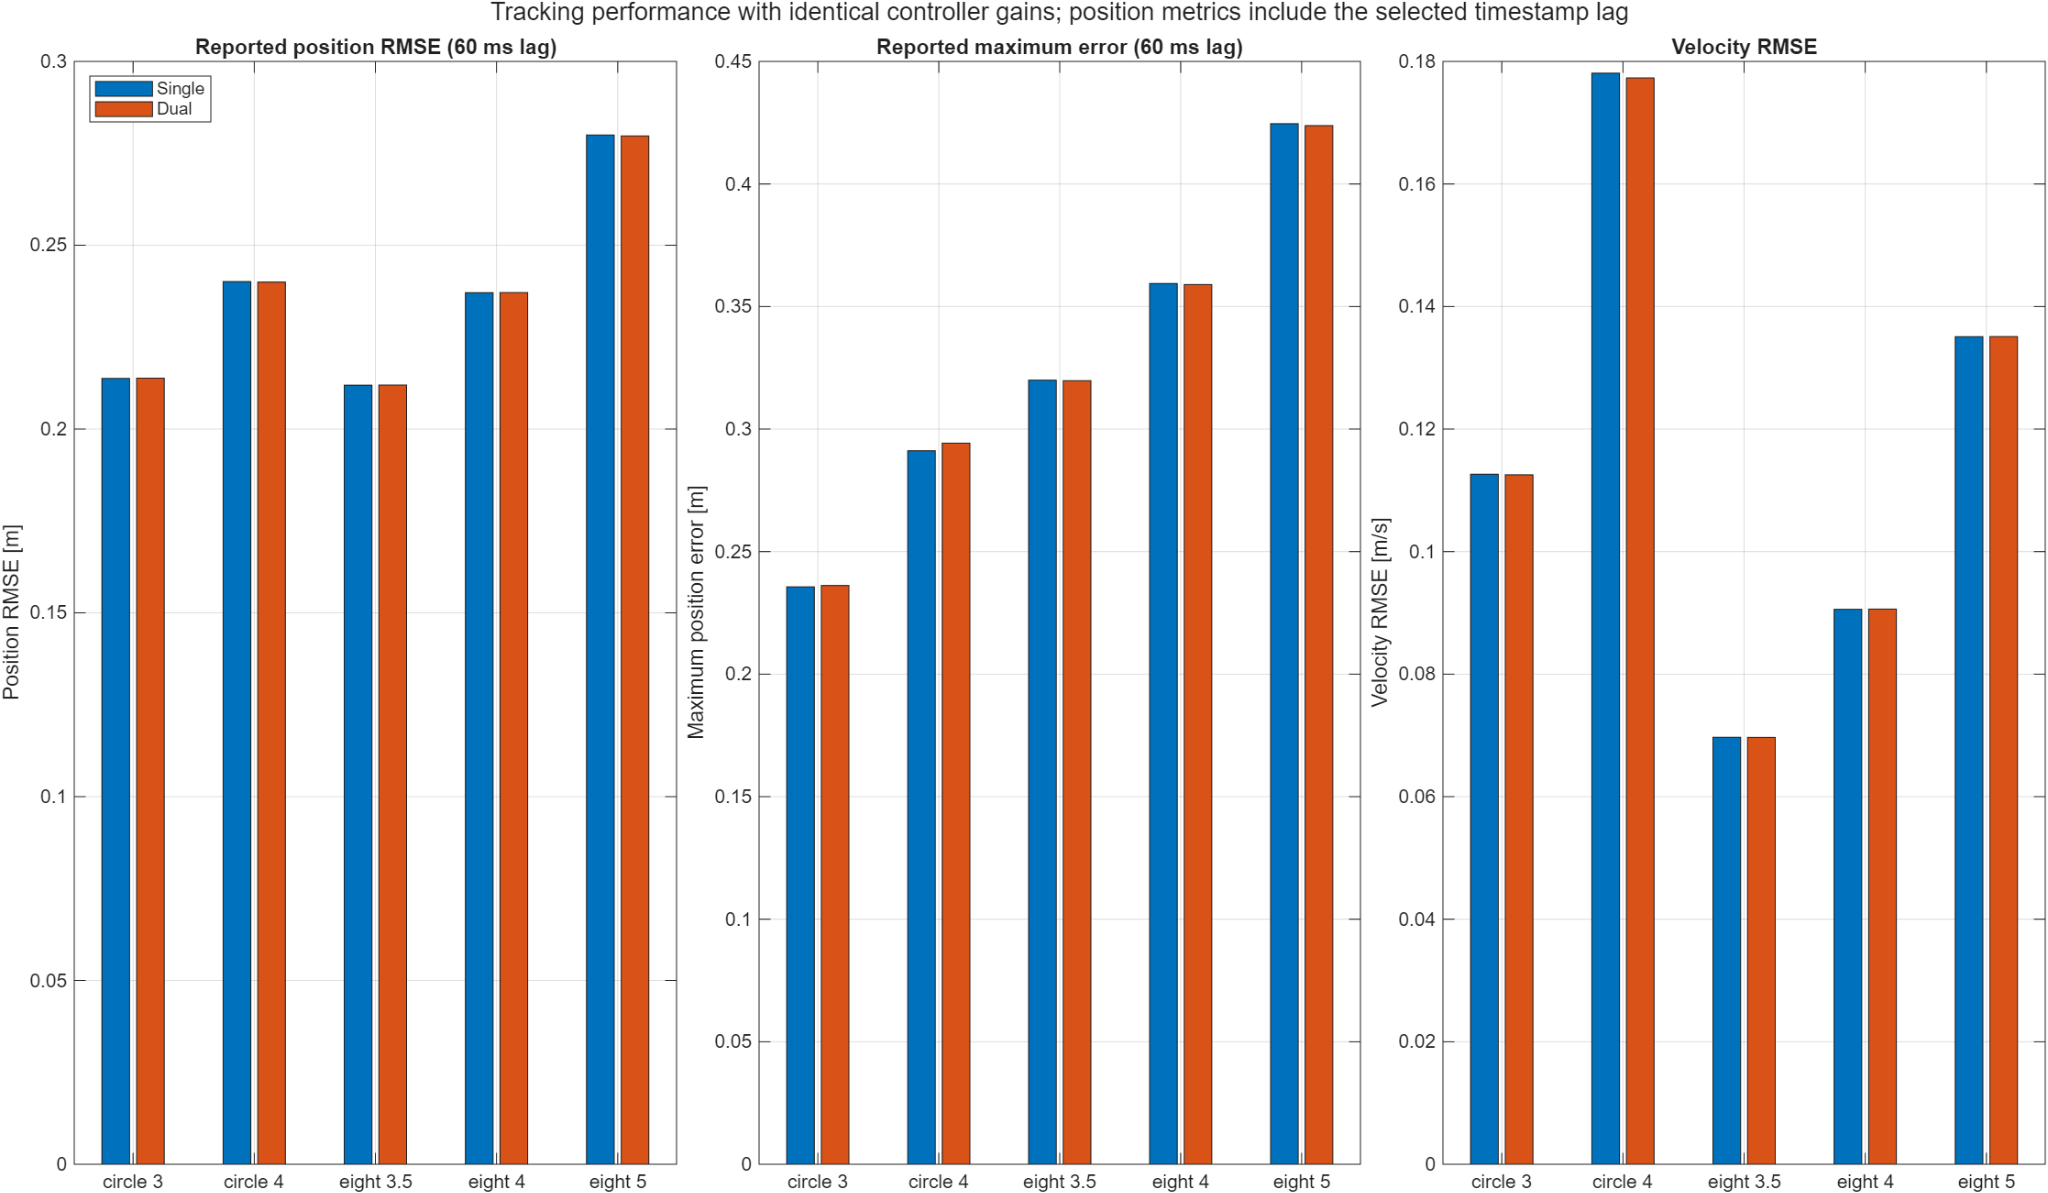 Tracking performance with identical controller gains; position metrics include the selected timestamp lag
Reported position RMSE (60 ms lag)
Position RMSE [m]
0.3
0.25
0.2
0.15
0.1
0.05
0
Single
Dual
circle 3
circle 4
eight 3.5
eight 4
eight 5
Reported maximum error (60 ms lag)
Maximum position error [m]
0.45
0.4
0.35
0.3
0.25
0.2
0.15
0.1
0.05
0
circle 3
circle 4
eight 3.5
eight 4
eight 5
Velocity RMSE
Velocity RMSE [m/s]
0.18
0.16
0.14
0.12
0.1
0.08
0.06
0.04
0.02
0
circle 3
circle 4
eight 3.5
eight 4
eight 5